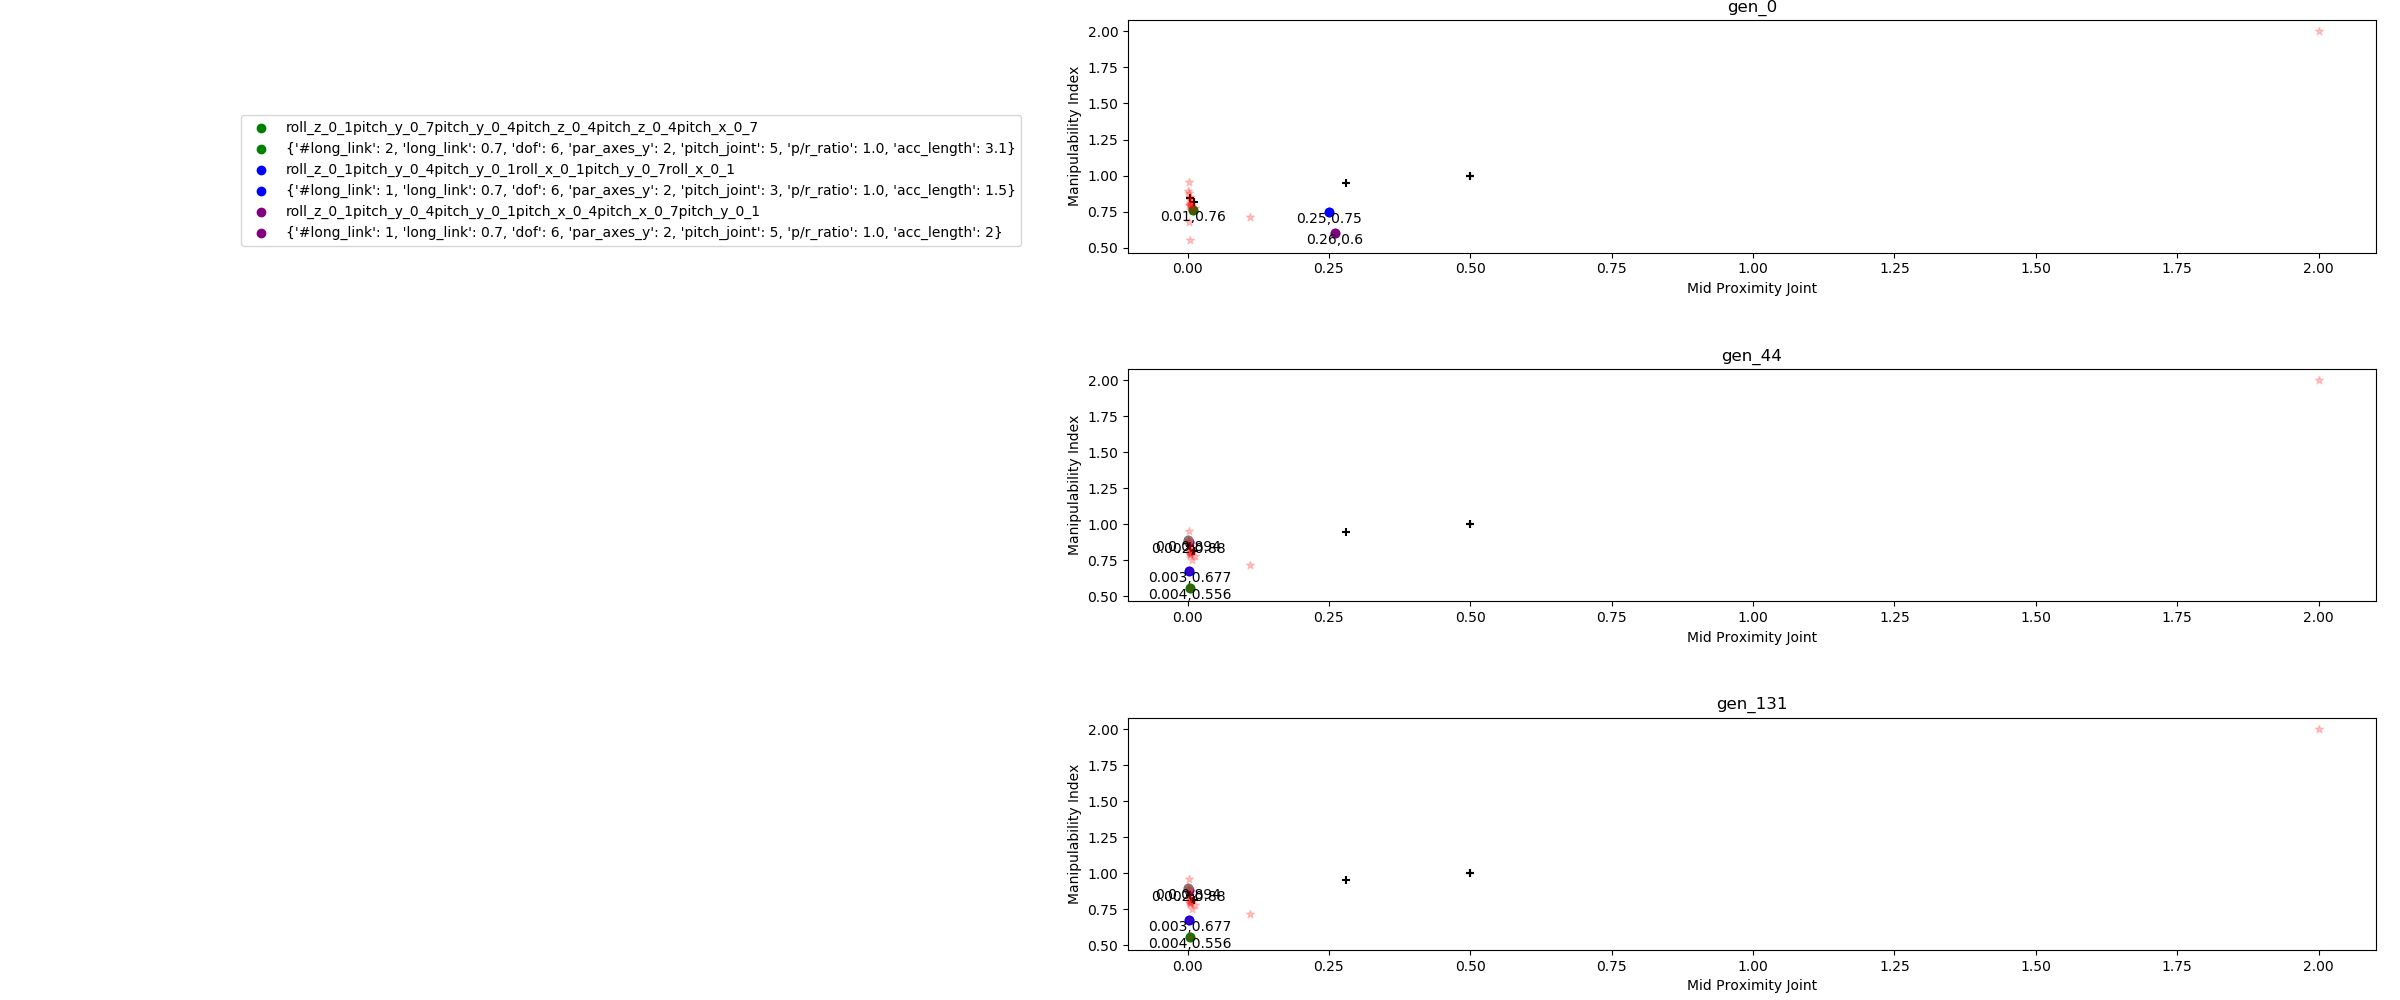 roll_z_0_1pitch_y_0_7pitch_y_0_4pitch_z_0_4pitch_z_0_4pitch_x_0_7
{'#long_link': 2, 'long_link': 0.7, 'dof': 6, 'par_axes_y': 2, 'pitch_joint': 5, 'p/r_ratio': 1.0, 'acc_length': 3.1}
roll_z_0_1pitch_y_0_4pitch_y_0_1roll_x_0_1pitch_y_0_7roll_x_0_1
{'#long_link': 1, 'long_link': 0.7, 'dof': 6, 'par_axes_y': 2, 'pitch_joint': 3, 'p/r_ratio': 1.0, 'acc_length': 1.5}
roll_z_0_1pitch_y_0_4pitch_y_0_1pitch_x_0_4pitch_x_0_7pitch_y_0_1
{'#long_link': 1, 'long_link': 0.7, 'dof': 6, 'par_axes_y': 2, 'pitch_joint': 5, 'p/r_ratio': 1.0, 'acc_length': 2}
gen_0
Manipulability Index
2.00
1.75
1.50
1.25
1.00
0.75
0.50
0.01,0.76
0.25,0.75
0.26,0.6
0.00 0.25 0.50 0.75 1.00 1.25 1.50 1.75 2.00
Mid Proximity Joint
gen_44
Manipulability Index
2.00
1.75
1.50
1.25
1.00
0.75
0.50
0.002,0.88
0.003,0.677
0.004,0.556
0.00 0.25 0.50 0.75 1.00 1.25 1.50 1.75 2.00
Mid Proximity Joint
gen_131
Manipulability Index
2.00
1.75
1.50
1.25
1.00
0.75
0.50
0.002,0.88
0.003,0.677
0.004,0.556
0.00 0.25 0.50 0.75 1.00 1.25 1.50 1.75 2.00
Mid Proximity Joint